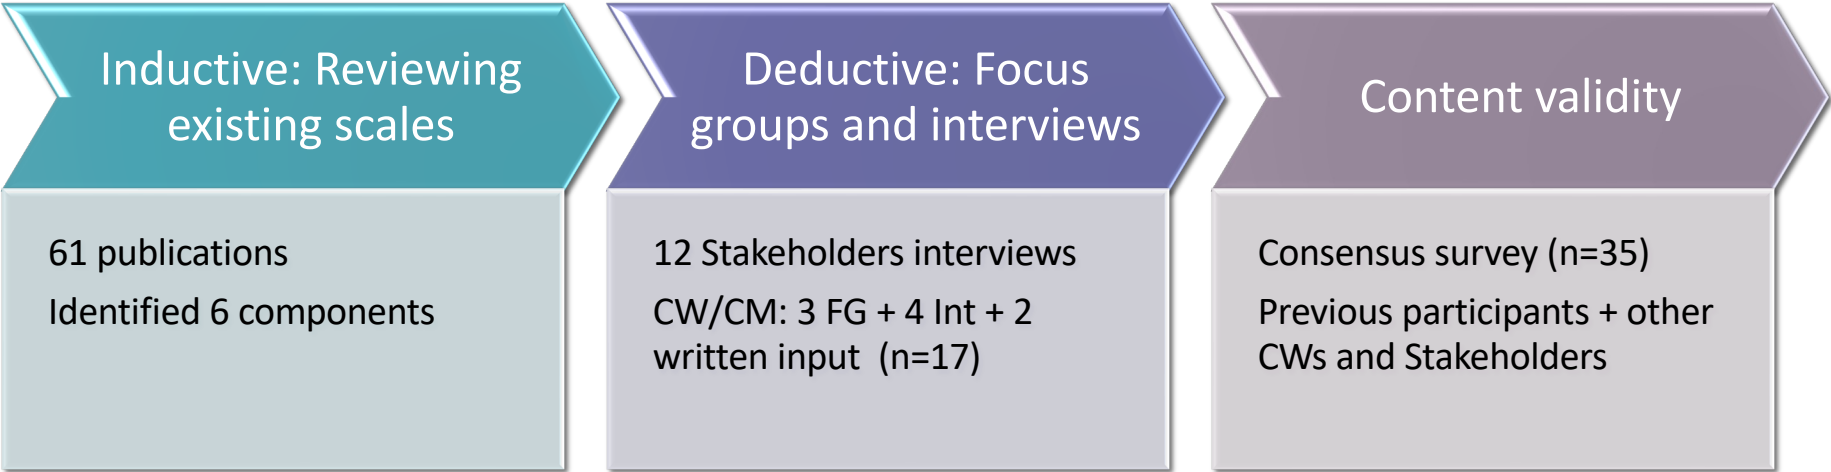 Inductive: Reviewing
existing scales
61 publications
Identified 6 components
Deductive: Focus
groups and interviews
12 Stakeholders interviews
CW/CM: 3 FG + 4 Int + 2
written input  (n=17)
Content validity
Consensus survey (n=35)
Previous participants + other
CWs and Stakeholders